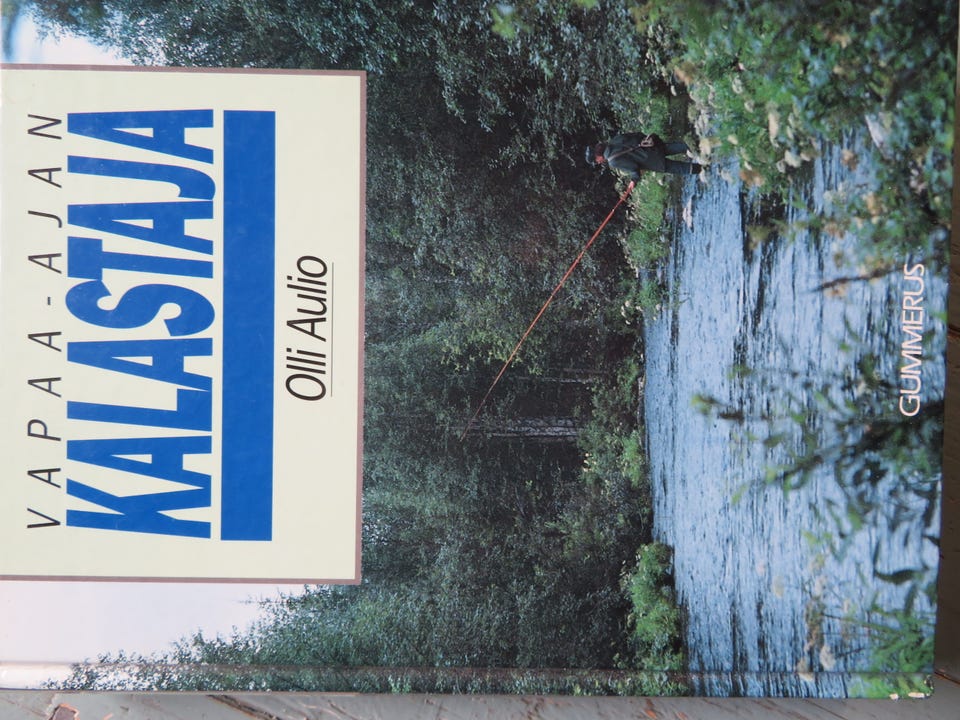 VAPAA-AJAN
KALASTAJA
Olli Aulio
GUMMERUS